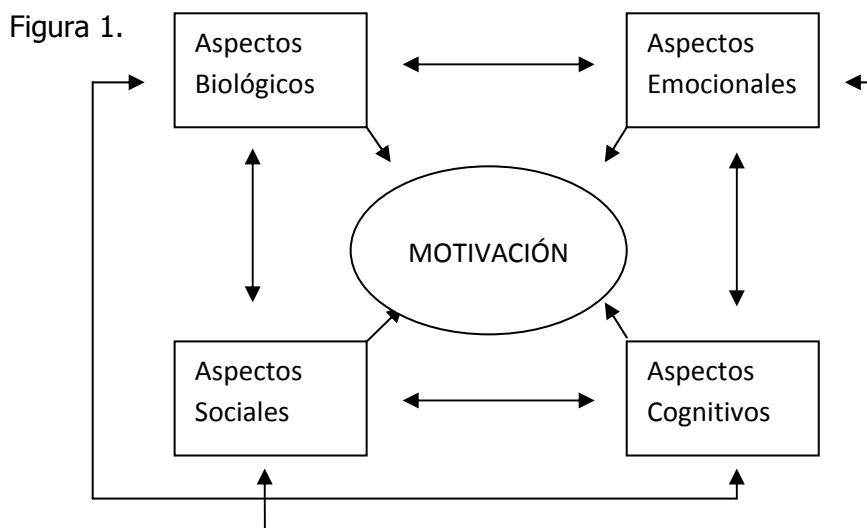 Figura 1.
Aspectos
Biológicos
Aspectos
Emocionales
MOTIVACIÓN
Aspectos
Sociales
Aspectos
Cognitivos